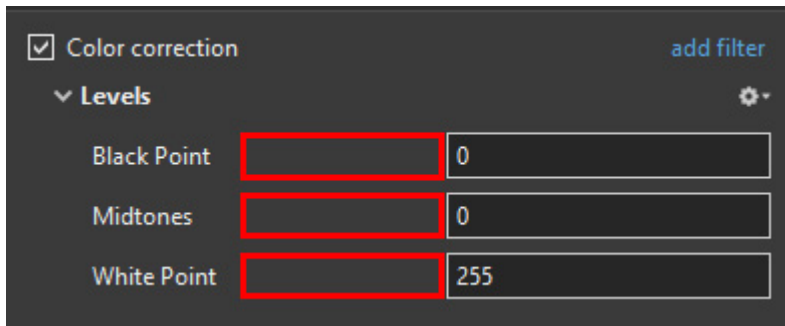 Color correction add filter
Levels
Black Point 0
Midtones 0
White Point 255